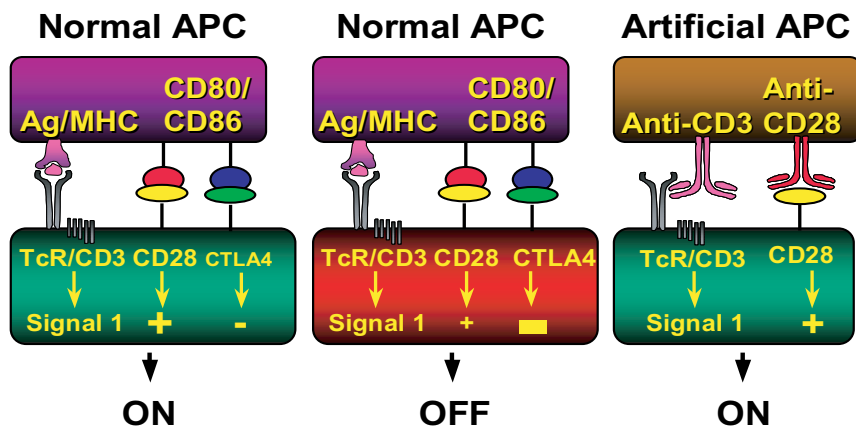 Normal APC
CD80/
Ag/MHC CD86
TcR/CD3 CD28 CTLA4
Signal 1 + -
ON
Normal APC
CD80/
Ag/MHC CD86
TcR/CD3 CD28 CTLA4
Signal 1 + -
OFF
Artificial APC
Anti-
Anti-CD3 CD28
TcR/CD3 CD28
Signal 1 +
ON